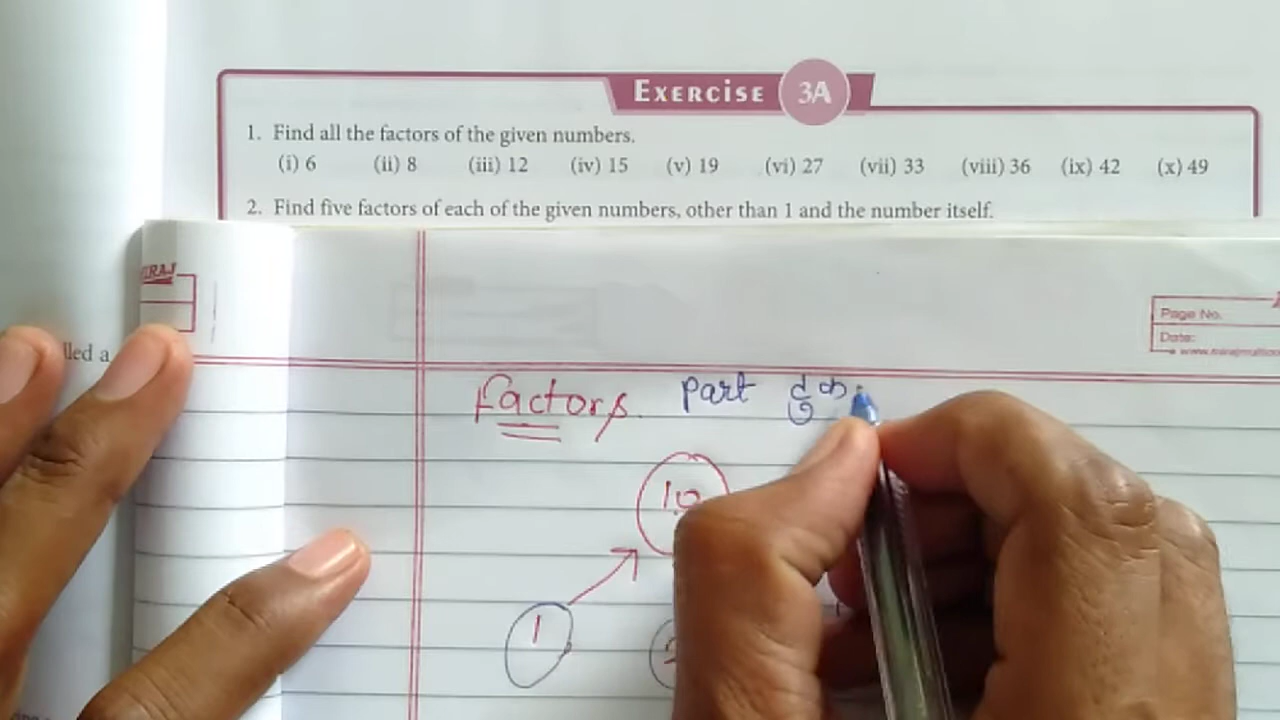 EXERCISE 3A
1. Find all the factors of the given numbers.
(i) 6 (ii) 8 (iii) 12 (iv) 15 (v) 19 (vi) 27 (vii) 33 (viii) 36 (ix) 42 (x) 49
2. Find five factors of each of the given numbers, other than 1 and the number itself.
lled a
Page No.
Date:
Factors Part
10
1
2